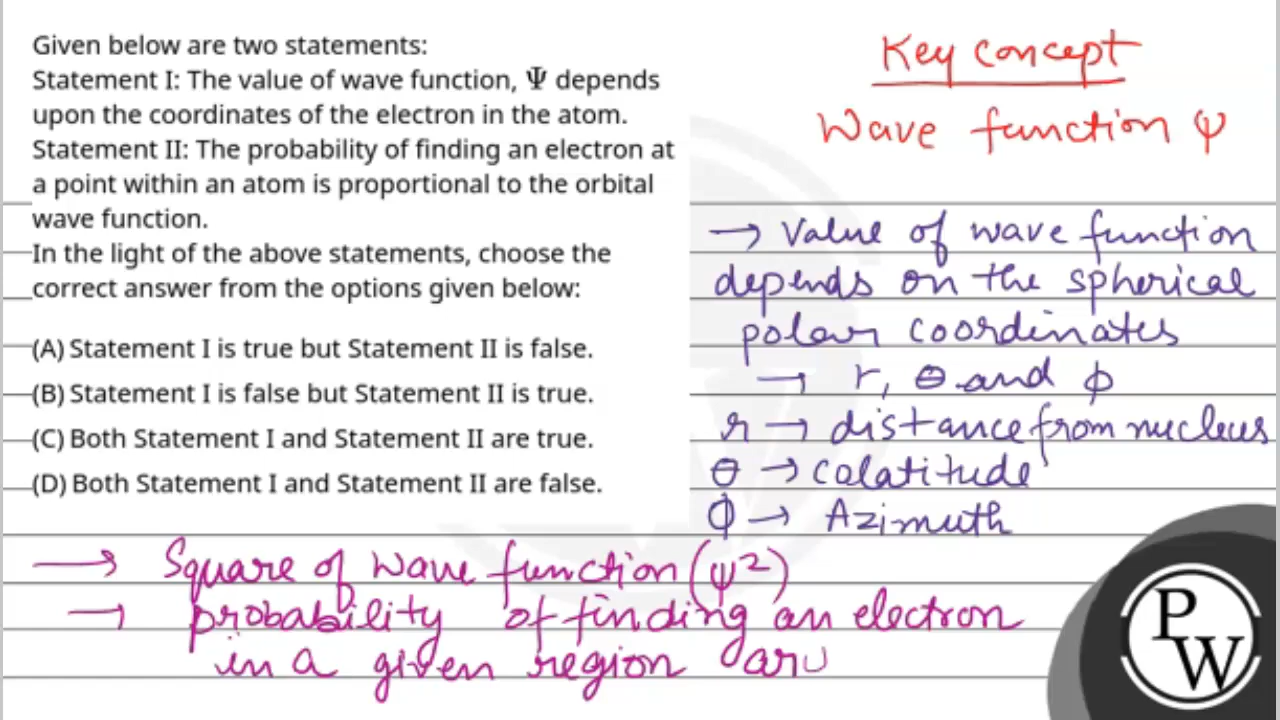 Given below are two statements:
Statement I: The value of wave function, Ψ depends
upon the coordinates of the electron in the atom.
Statement II: The probability of finding an electron at
a point within an atom is proportional to the orbital
wave function.
In the light of the above statements, choose the
correct answer from the options given below:
(A) Statement I is true but Statement II is false.
(B) Statement I is false but Statement II is true.
(C) Both Statement I and Statement II are true.
(D) Both Statement I and Statement II are false.
Key concept
Wave function ψ
→ Value of wave function
depends on the spherical
polar coordinates
→ r, θ and ϕ
r → distance from nucleus
θ → colatitude
ϕ → Azimuth
→ Square of wave function (ψ²)
→ probability of finding an electron
in a given region aru
P
W